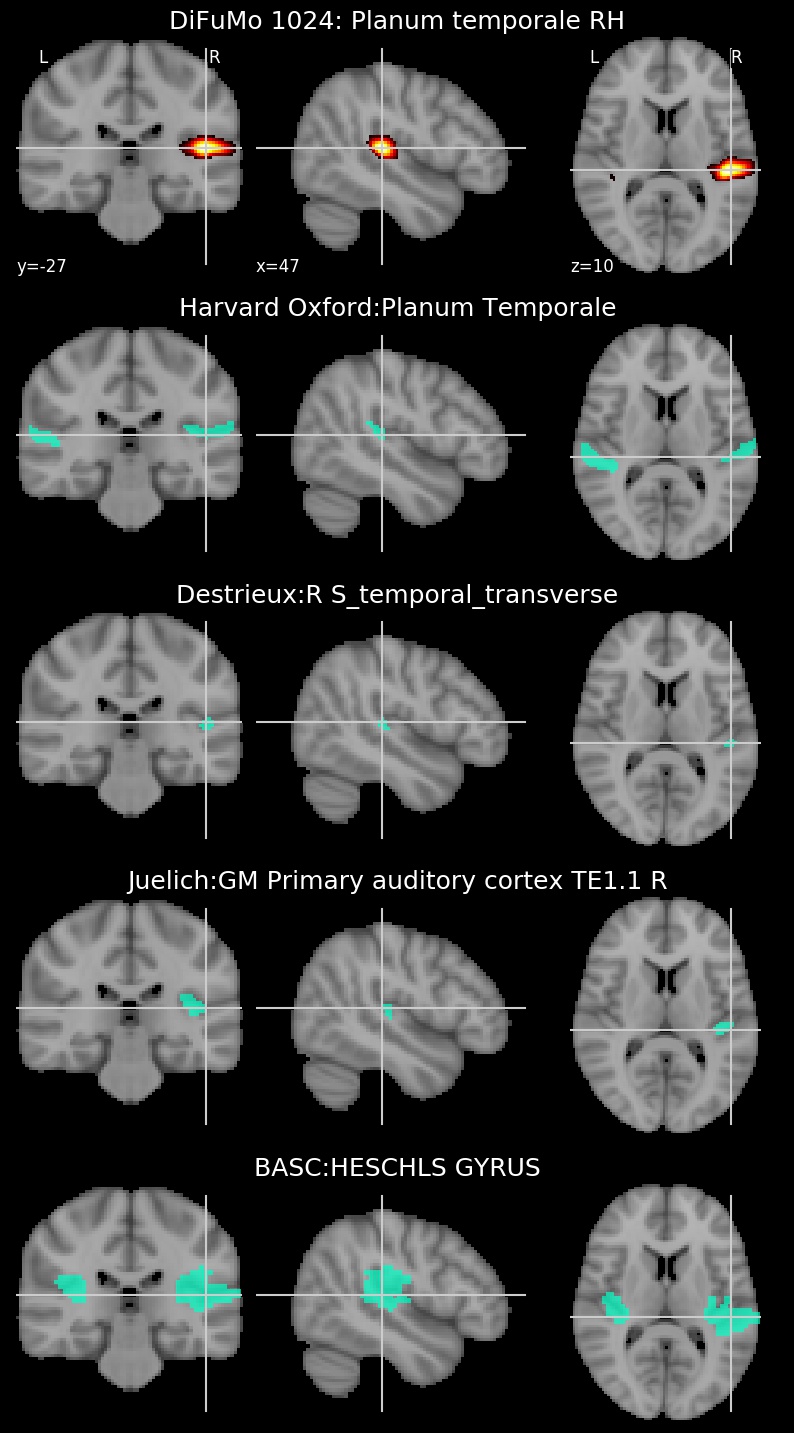 DiFuMo 1024: Planum temporale RH
L R L R
y=-27 x=47 z=10
Harvard Oxford:Planum Temporale
Destrieux:R S_temporal_transverse
Juelich:GM Primary auditory cortex TE1.1 R
BASC:HESCHLS GYRUS